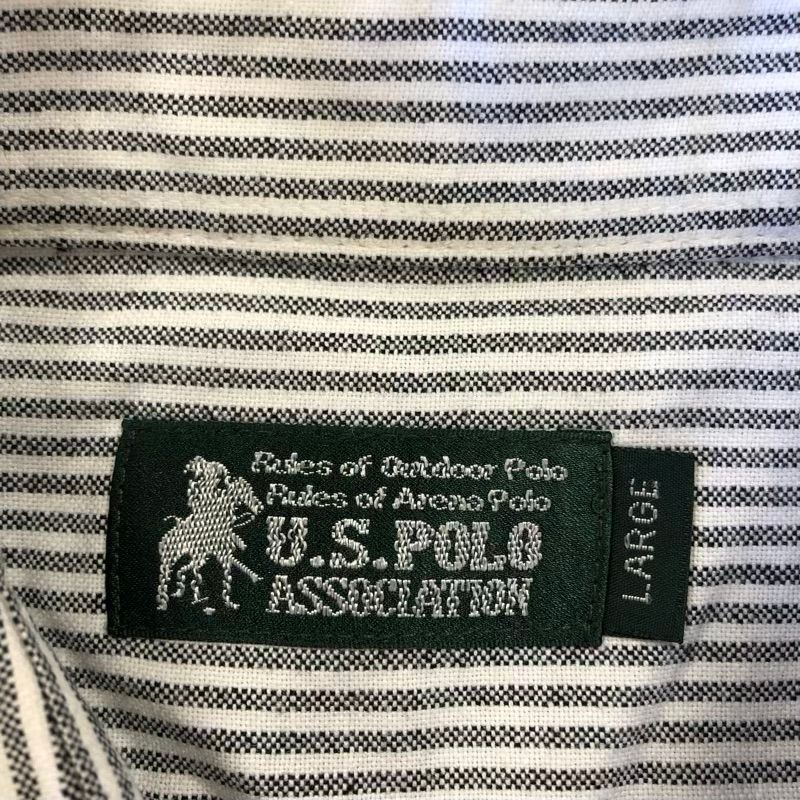 Rules of Outdoor Polo
Rules of Arena Polo
U.S.POLO
ASSOCIATION
LARGE